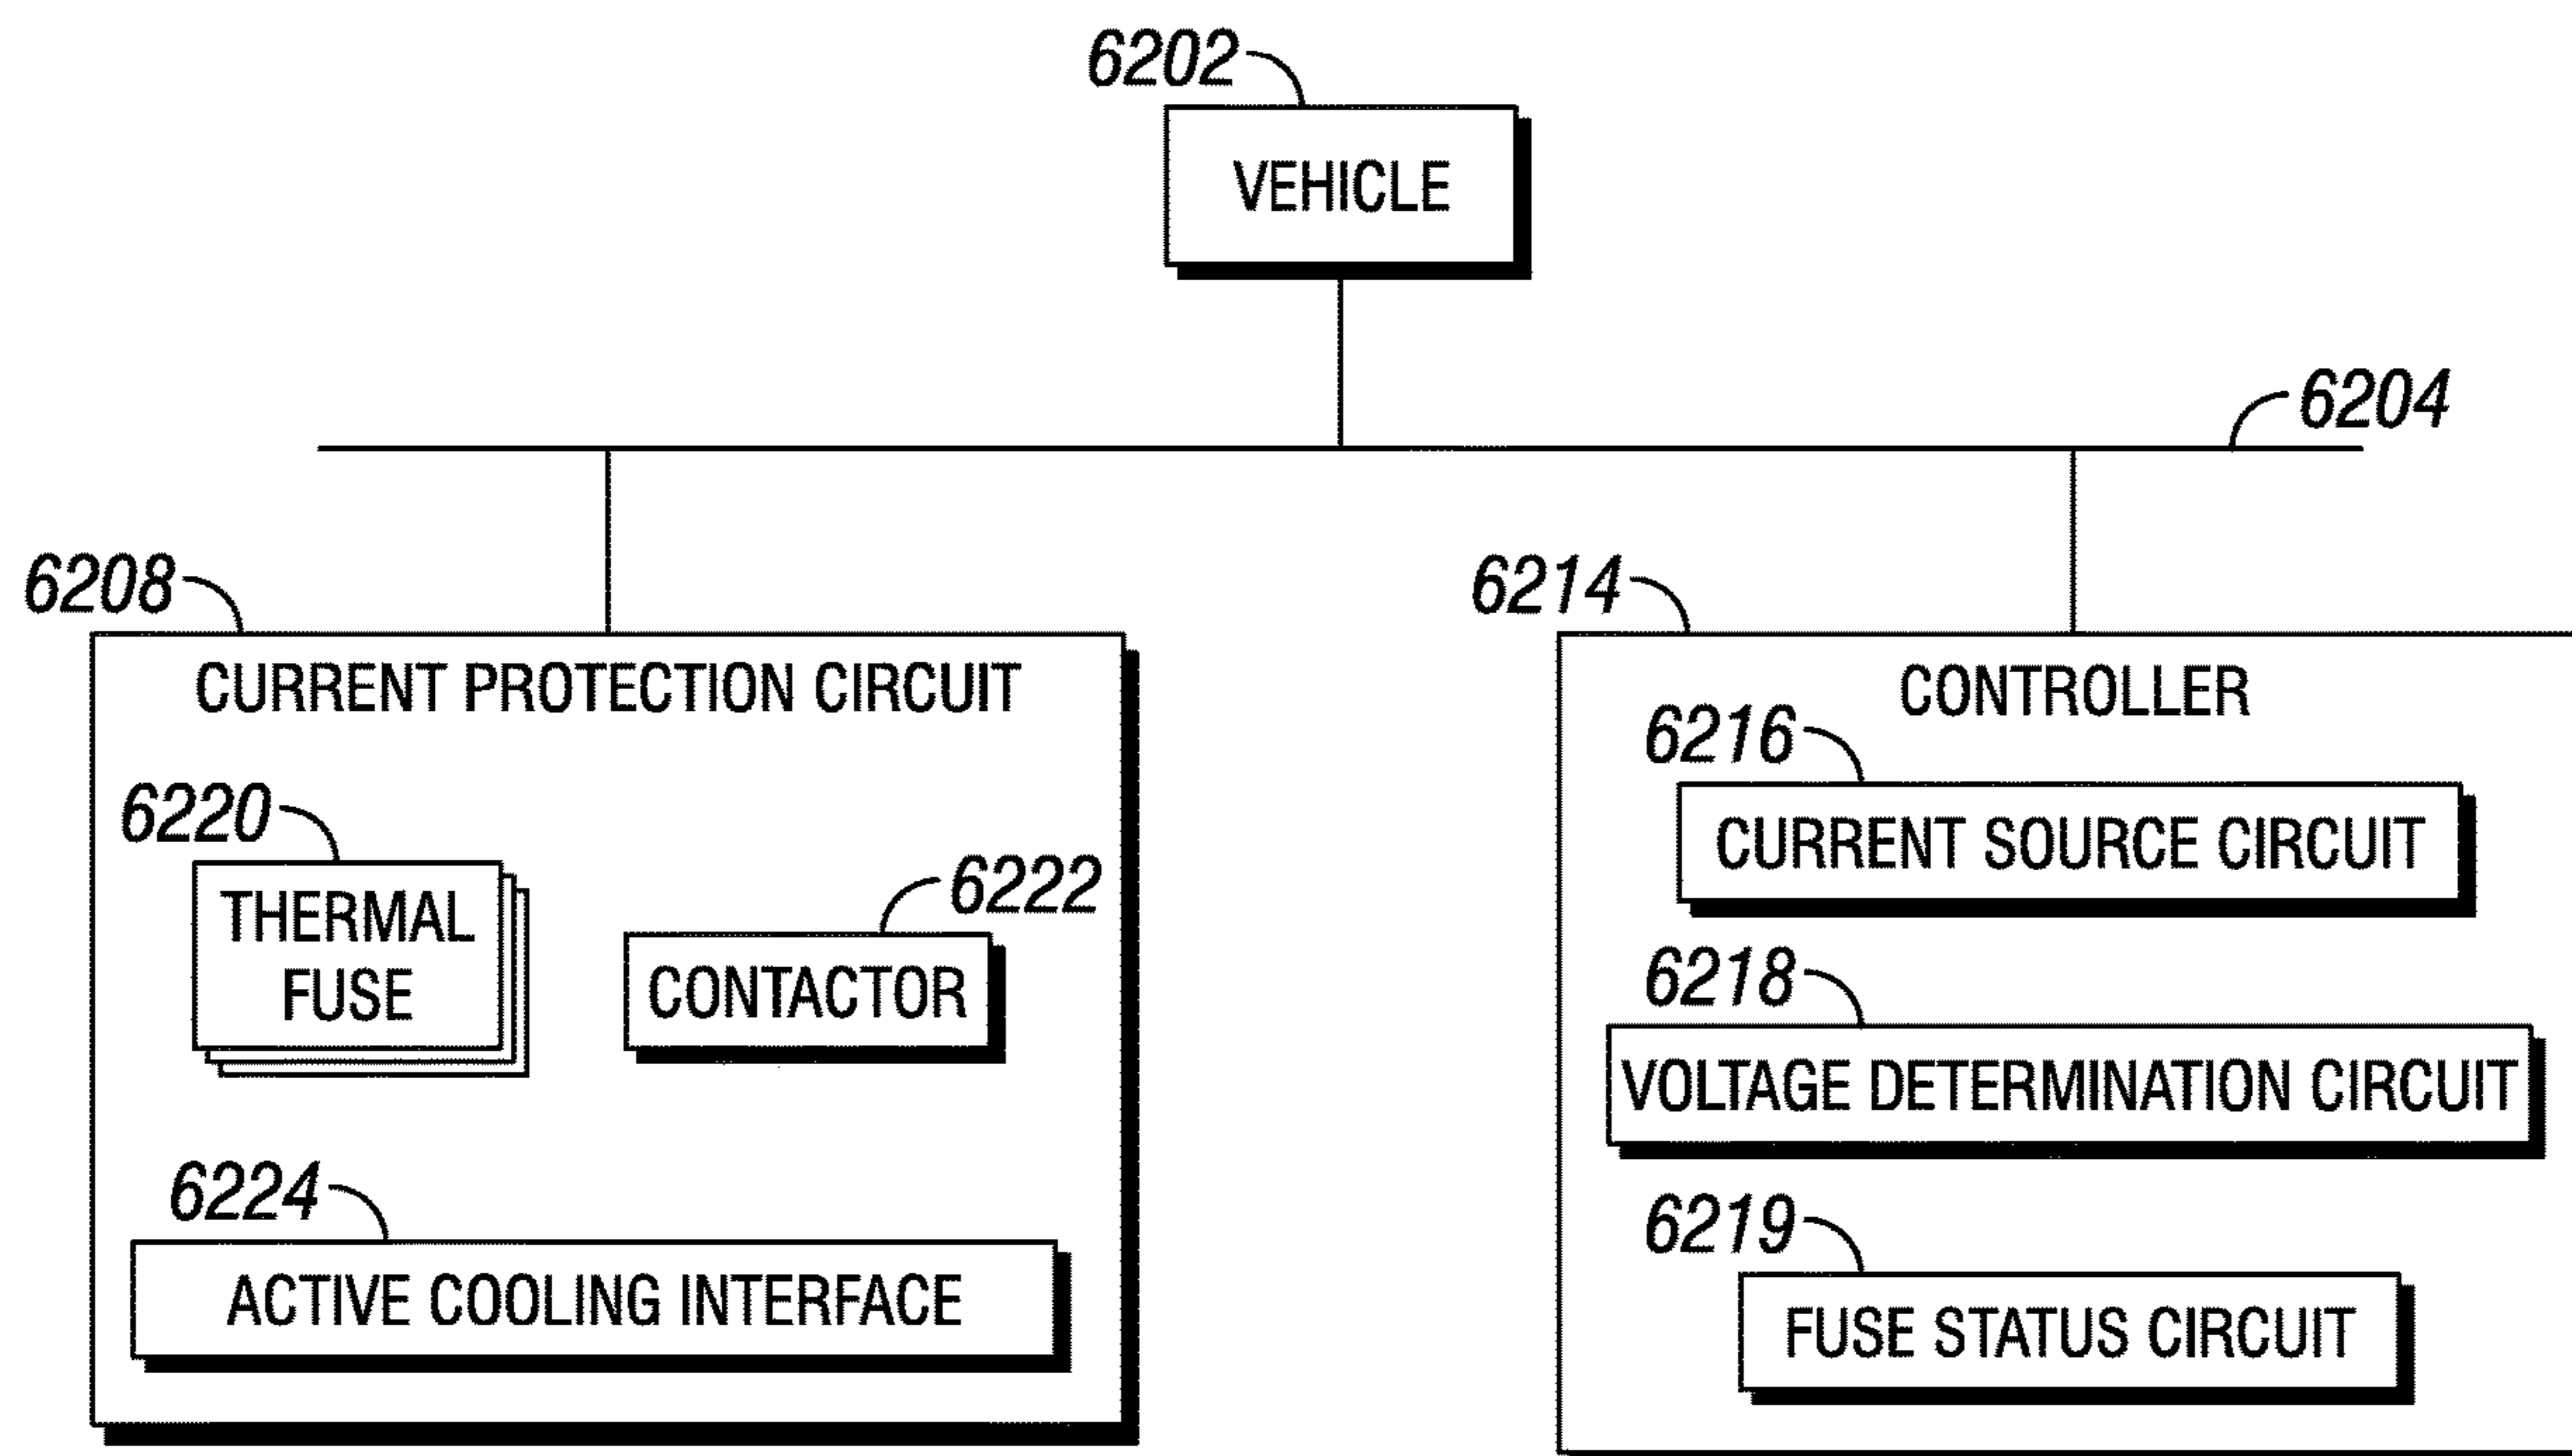 6202
VEHICLE
6204
6208
CURRENT PROTECTION CIRCUIT
6220
THERMAL
FUSE
6222
CONTACTOR
6224
ACTIVE COOLING INTERFACE
6214
CONTROLLER
6216
CURRENT SOURCE CIRCUIT
6218
VOLTAGE DETERMINATION CIRCUIT
6219
FUSE STATUS CIRCUIT